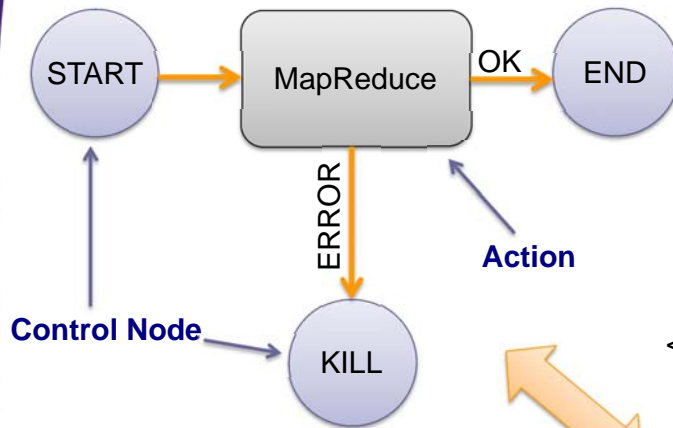 START
MapReduce
OK
END
ERROR
Action
Control Node
KILL
<